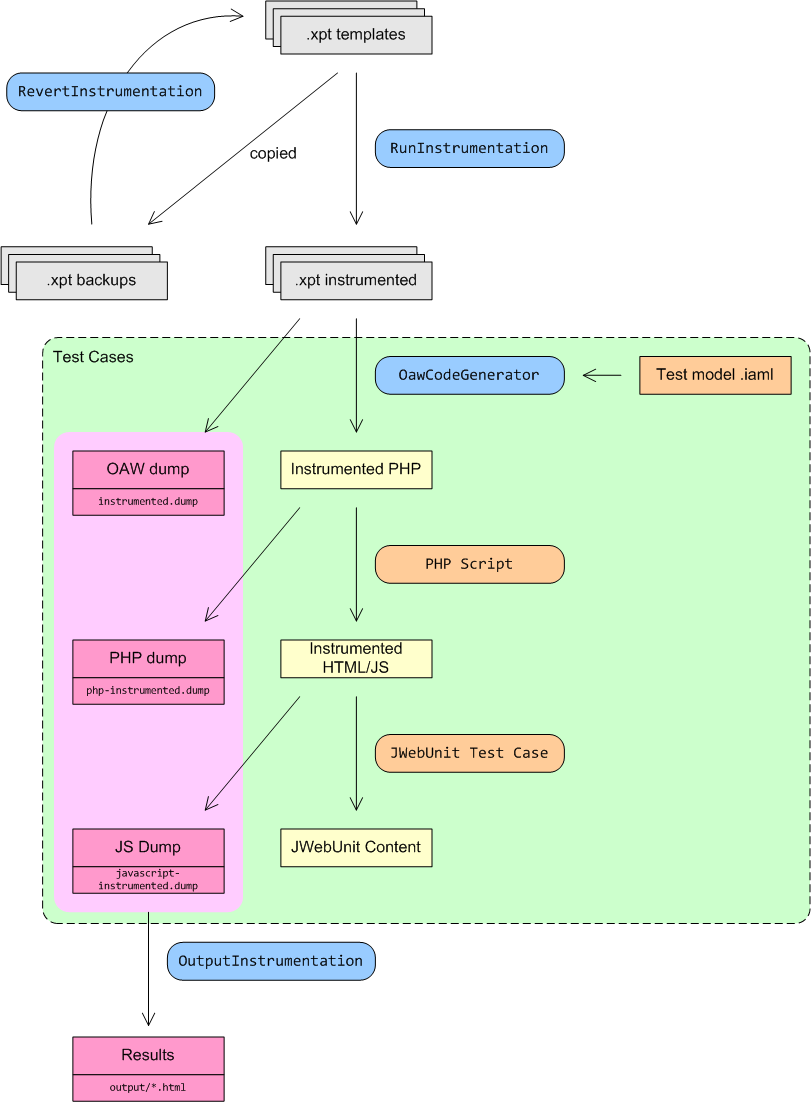 .xpt templates
RevertInstrumentation
RunInstrumentation
copied
.xpt backups
.xpt instrumented
Test Cases
OawCodeGenerator
Test model .iaml
OAW dump
instrumented.dump
Instrumented PHP
PHP Script
PHP dump
php-instrumented.dump
Instrumented
HTML/JS
JWebUnit Test Case
JS Dump
javascript-
instrumented.dump
JWebUnit Content
OutputInstrumentation
Results
output/*.html